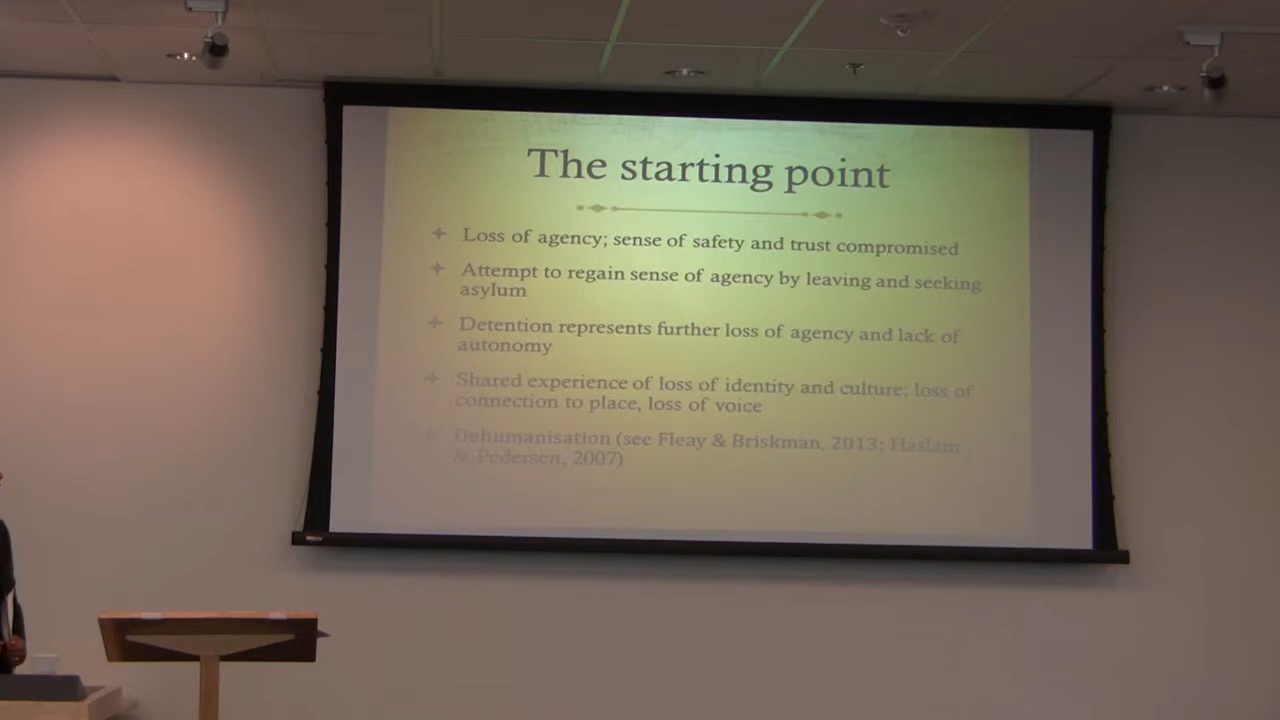 The starting point
Loss of agency; sense of safety and trust compromised
Attempt to regain sense of agency by leaving and seeking
asylum
Detention represents further loss of agency and lack of
autonomy
Shared experience of loss of identity and culture; loss of
connection to place, loss of voice
Dehumanisation (see Fleay & Briskman, 2013; Haslam
& Pedersen, 2007)